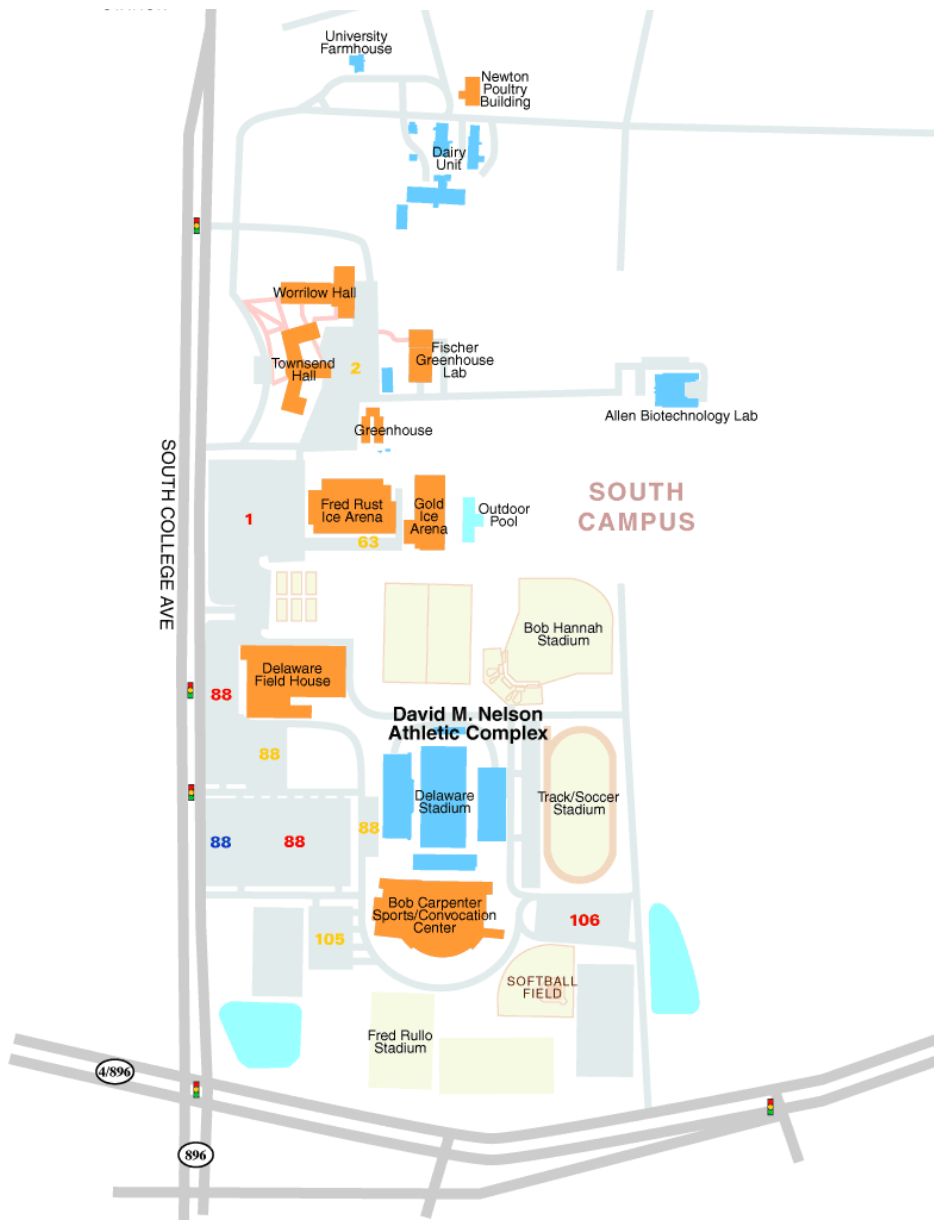 University
Farmhouse
Newton
Poultry
Building
Dairy
Unit
Worrilow Hall
Townsend
Hall
2
Fischer
Greenhouse
Lab
Allen Biotechnology Lab
Greenhouse
SOUTH COLLEGE AVE
1
Fred Rust
Ice Arena
63
Gold
Ice
Arena
Outdoor
Pool
SOUTH
CAMPUS
Bob Hannah
Stadium
Delaware
Field House
88
David M. Nelson
Athletic Complex
88
Delaware
Stadium
Track/Soccer
Stadium
88
88
88
Bob Carpenter
Sports/Convocation
Center
106
105
SOFTBALL
FIELD
Fred Rullo
Stadium
4/896
896